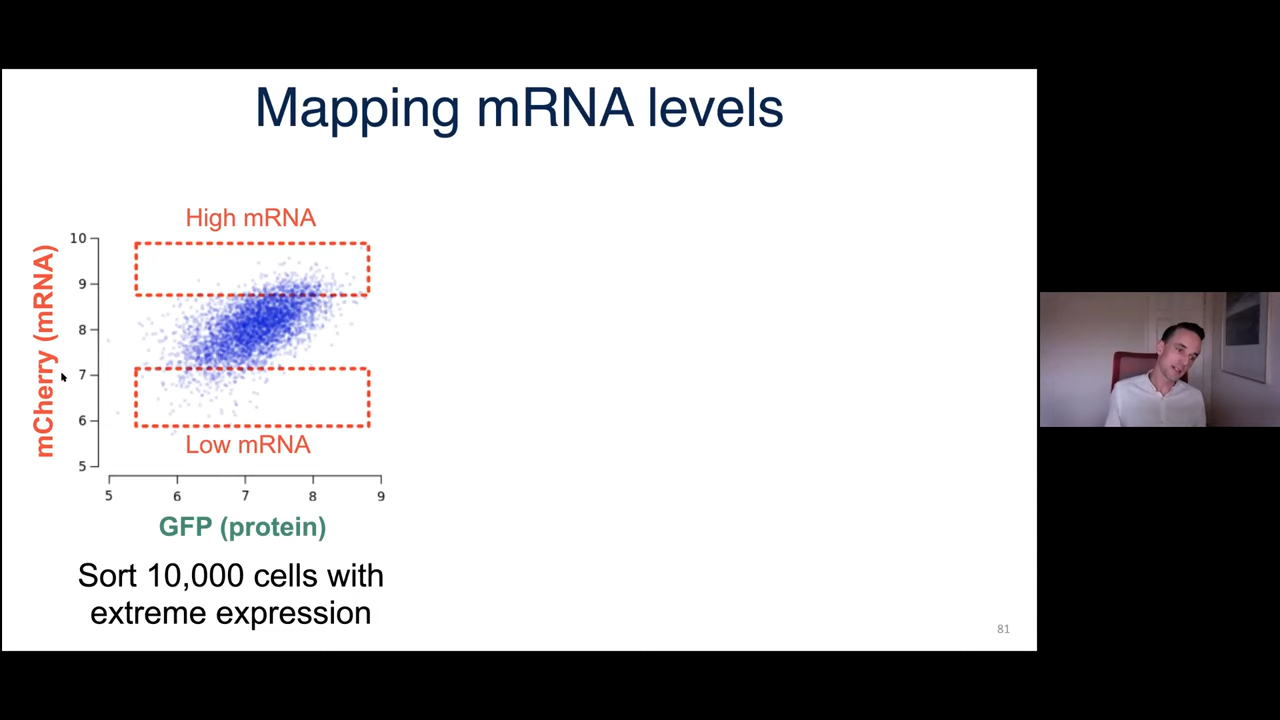 Mapping mRNA levels
High mRNA
mCherry (mRNA)
10
9
8
7
6
5
Low mRNA
5 6 7 8 9
GFP (protein)
Sort 10,000 cells with
extreme expression
81